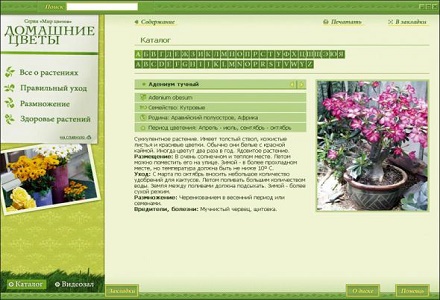 Поиск
Серия «Мир цветов»
ДОМАШНИЕ
ЦВЕТЫ
Все о растениях
Правильный уход
Размножение
Здоровье растений
на главную
Каталог
Видеозал
Содержание
Печатать
В закладки
Каталог
А Б В Г Д Е Ж З И К Л М Н О П Р С Т У Ф Х Ц Ч Ш Э Ю Я
A B C D E F G H I J K L M N O P Q R S T U V W X Y Z
Адениум тучный
Adenium obesum
Семейство: Кутровые
Родина: Аравийский полуостров, Африка
Период цветения: Апрель - июль, сентябрь - октябрь
Суккулентное растение. Имеет толстый ствол, кожистые
листья и красивые цветки. Обычно они белые с красной
каймой. Иногда цветут два раза в год. Ядовитое растение.
Размещение: В очень солнечном и теплом месте. Летом
можно поместить его на улицу. Зимой - в более прохладном
месте, но температура должна быть не ниже 10º С.
Уход: С марта по октябрь вносить небольшое количество
удобрений для кактусов. Летом поливать большим количеством
воды. Земля между поливами должна подсыхать. Зимой - более
сухой режим.
Размножение: Черенкованием в весенний период или
семенами.
Вредители, болезни: Мучнистый червец, щитовка.
Закладки
О диске
Помощь